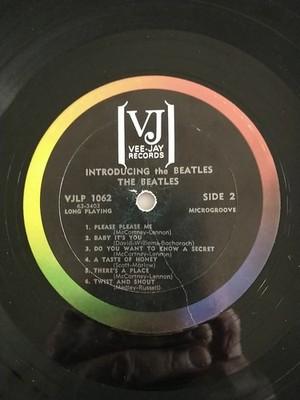 VJ
VEE-JAY
RECORDS
INTRODUCING the BEATLES
THE BEATLES
VJLP 1062
SIDE 2
63-3403
LONG PLAYING
MICROGROOVE
1. PLEASE PLEASE ME
(McCartney-Lennon)
2. BABY IT'S YOU
(David-Williams-Bacharach)
3. DO YOU WANT TO KNOW A SECRET
(McCartney-Lennon)
4. A TASTE OF HONEY
(Scott-Marlow)
5. THERE'S A PLACE
(McCartney-Lennon)
6. TWIST AND SHOUT
(Medley-Russell)